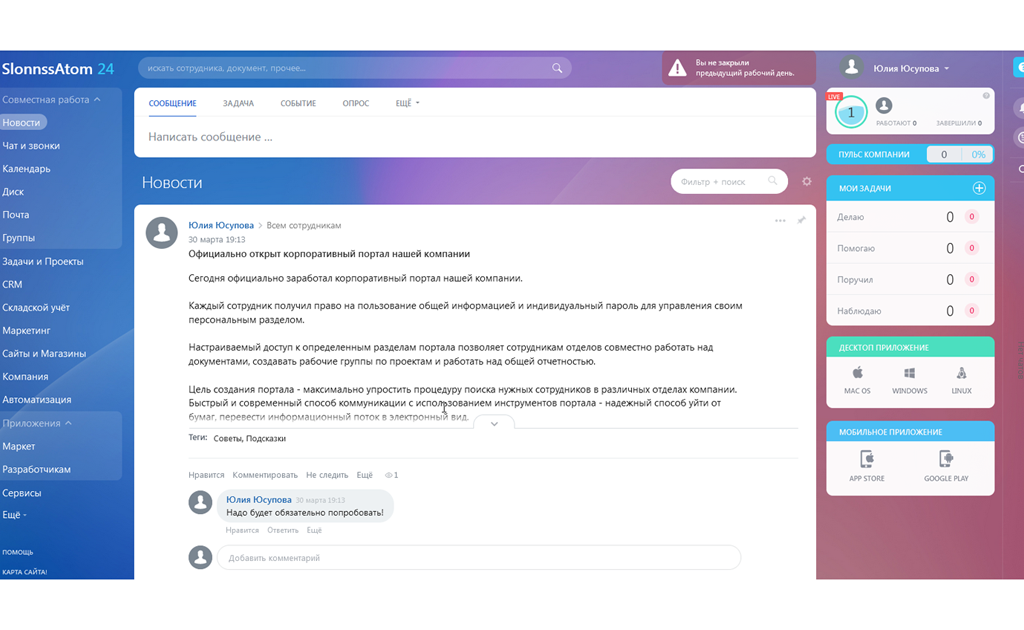 SlonnssAtom 24
искать сотрудника, документ, прочее...
Вы не закрыли
предыдущий рабочий день.
Юлия Юсупова
Совместная работа
Новости
Чат и звонки
Календарь
Диск
Почта
Группы
Задачи и Проекты
CRM
Складской учёт
Маркетинг
Сайты и Магазины
Компания
Автоматизация
Приложения
Маркет
Разработчикам
Сервисы
Ещё -
ПОМОЩЬ
КАРТА САЙТА!
СООБЩЕНИЕ ЗАДАЧА СОБЫТИЕ ОПРОС ЕЩЁ
Написать сообщение ...
Новости
Фильтр + поиск
Юлия Юсупова > Всем сотрудникам
30 марта 19:13
Официально открыт корпоративный портал нашей компании
Сегодня официально заработал корпоративный портал нашей компании.
Каждый сотрудник получил право на пользование общей информацией и индивидуальный пароль для управления своим
персональным разделом.
Настраиваемый доступ к определенным разделам портала позволяет сотрудникам отделов совместно работать над
документами, создавать рабочие группы по проектам и работать над общей отчетностью.
Цель создания портала - максимально упростить процедуру поиска нужных сотрудников в различных отделах компании.
Быстрый и современный способ коммуникации с использованием инструментов портала - надежный способ уйти от
бумаг, перевести информационный поток в электронный вид.
Теги: Советы, Подсказки
Нравится Комментировать Не следить Ещё 1
Юлия Юсупова 30 марта 19:13
Надо будет обязательно попробовать!
Нравится Ответить Ещё
Добавить комментарий
LIVE
1
РАБОТАЮТ 0 ЗАВЕРШИЛИ 0
ПУЛЬС КОМПАНИИ 0 0%
МОИ ЗАДАЧИ
Делаю 0 0
Помогаю 0 0
Поручил 0 0
Наблюдаю 0 0
ДЕСКТОП ПРИЛОЖЕНИЕ
MAC OS WINDOWS LINUX
МОБИЛЬНОЕ ПРИЛОЖЕНИЕ
APP STORE GOOGLE PLAY